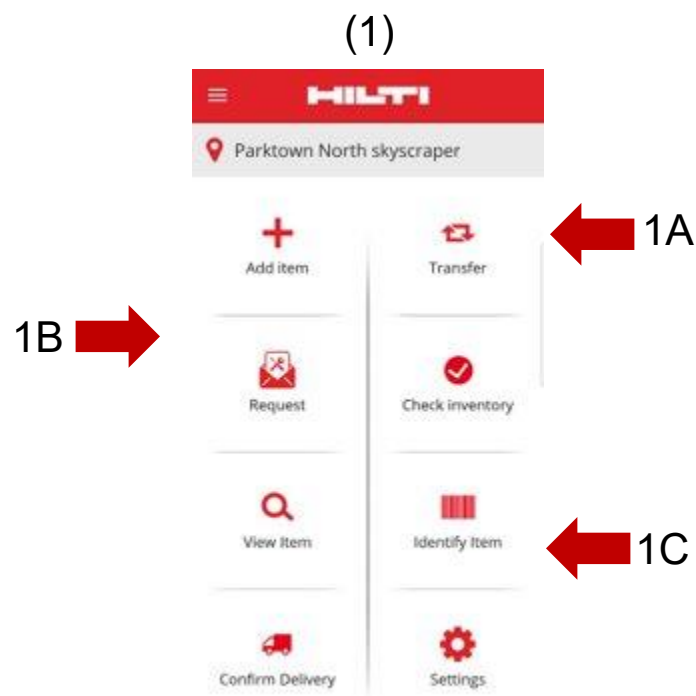 (1)
HILTI
Parktown North skyscraper
1A
Add item
Transfer
1B
Request
Check inventory
View Item
Identify Item
1C
Confirm Delivery
Settings